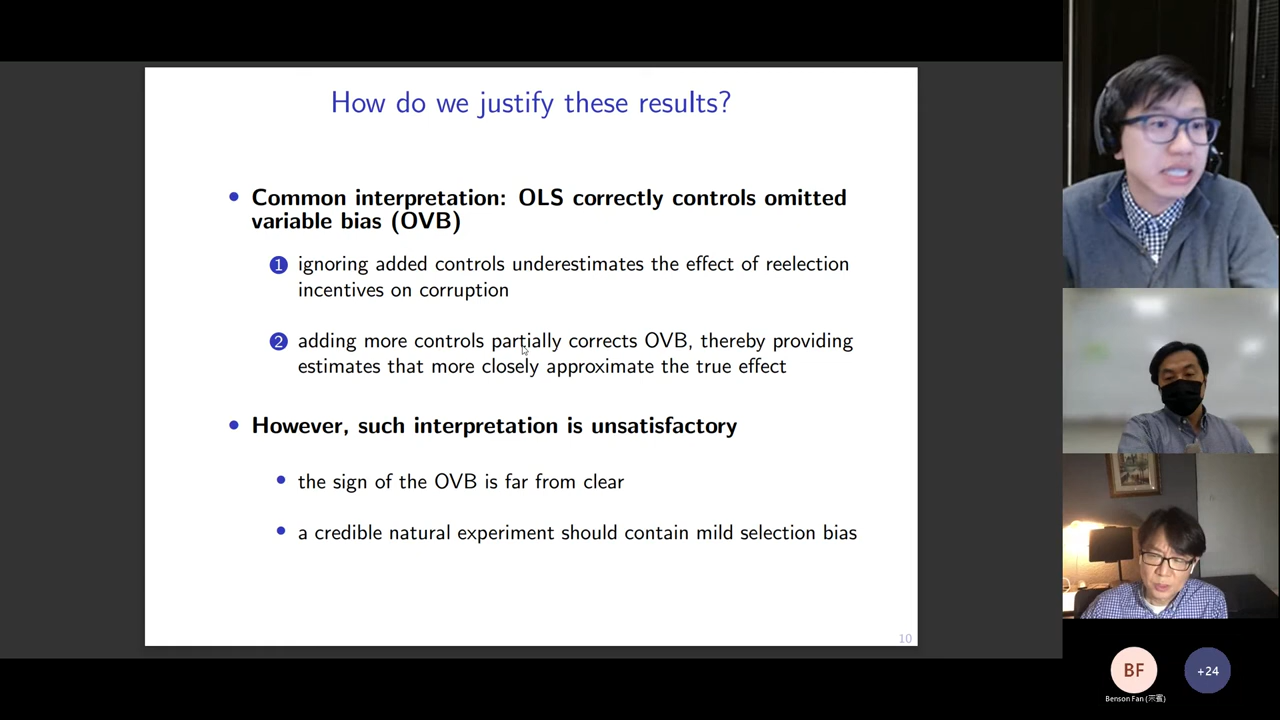 How do we justify these results?
Common interpretation: OLS correctly controls omitted
variable bias (OVB)
1 ignoring added controls underestimates the effect of reelection
incentives on corruption
2 adding more controls partially corrects OVB, thereby providing
estimates that more closely approximate the true effect
However, such interpretation is unsatisfactory
the sign of the OVB is far from clear
a credible natural experiment should contain mild selection bias
10
BF
+24
Benson Fan